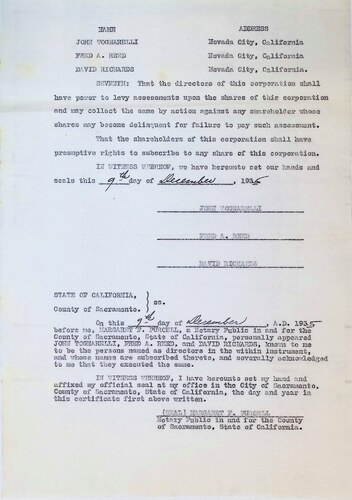 NAME ADDRESS
JOHN TOGNARELLI Nevada City, California
FRED A. REED Nevada City, California
DAVID RICHARDS Nevada City, California.
SEVENTH: That the directors of this corporation shall
have power to levy assessments upon the shares of this corporation
and may collect the same by action against any shareholder whose
shares may become delinquent for failure to pay such assessment.
That the shareholders of this corporation shall have
presumptive rights to subscribe to any share of this corporation.
IN WITNESS WHEREOF, we have hereunto set our hands and
seals this 9th day of December, 1935
JOHN TOGNARELLI
FRED A. REED
DAVID RICHARDS
STATE OF CALIFORNIA,
County of Sacramento. } ss.
On this 9th day of December, A.D. 1935
before me, MARGARET F. PURCELL, a Notary Public in and for the
County of Sacramento, State of California, personally appeared
JOHN TOGNARELLI, FRED A. REED, and DAVID RICHARDS, known to me
to be the persons named as directors in the within instrument,
and whose names are subscribed thereto, and severally acknowledged
to me that they executed the same.
IN WITNESS WHEREOF, I have hereunto set my hand and
affixed my official seal at my office in the City of Sacramento,
County of Sacramento, State of California, the day and year in
this certificate first above written.
(SEAL) MARGARET F. PURCELL
Notary Public in and for the County
of Sacramento, State of California.